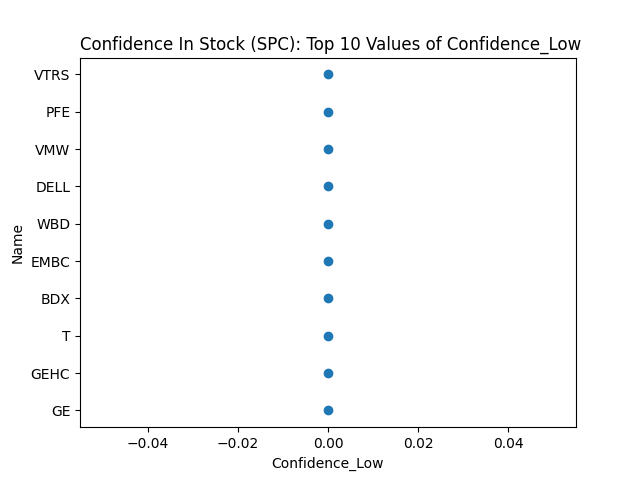 Confidence In Stock (SPC): Top 10 Values of Confidence_Low
VTRS
PFE
VMW
DELL
WBD
EMBC
BDX
T
GEHC
GE
Name
−0.04 −0.02 0.00 0.02 0.04
Confidence_Low